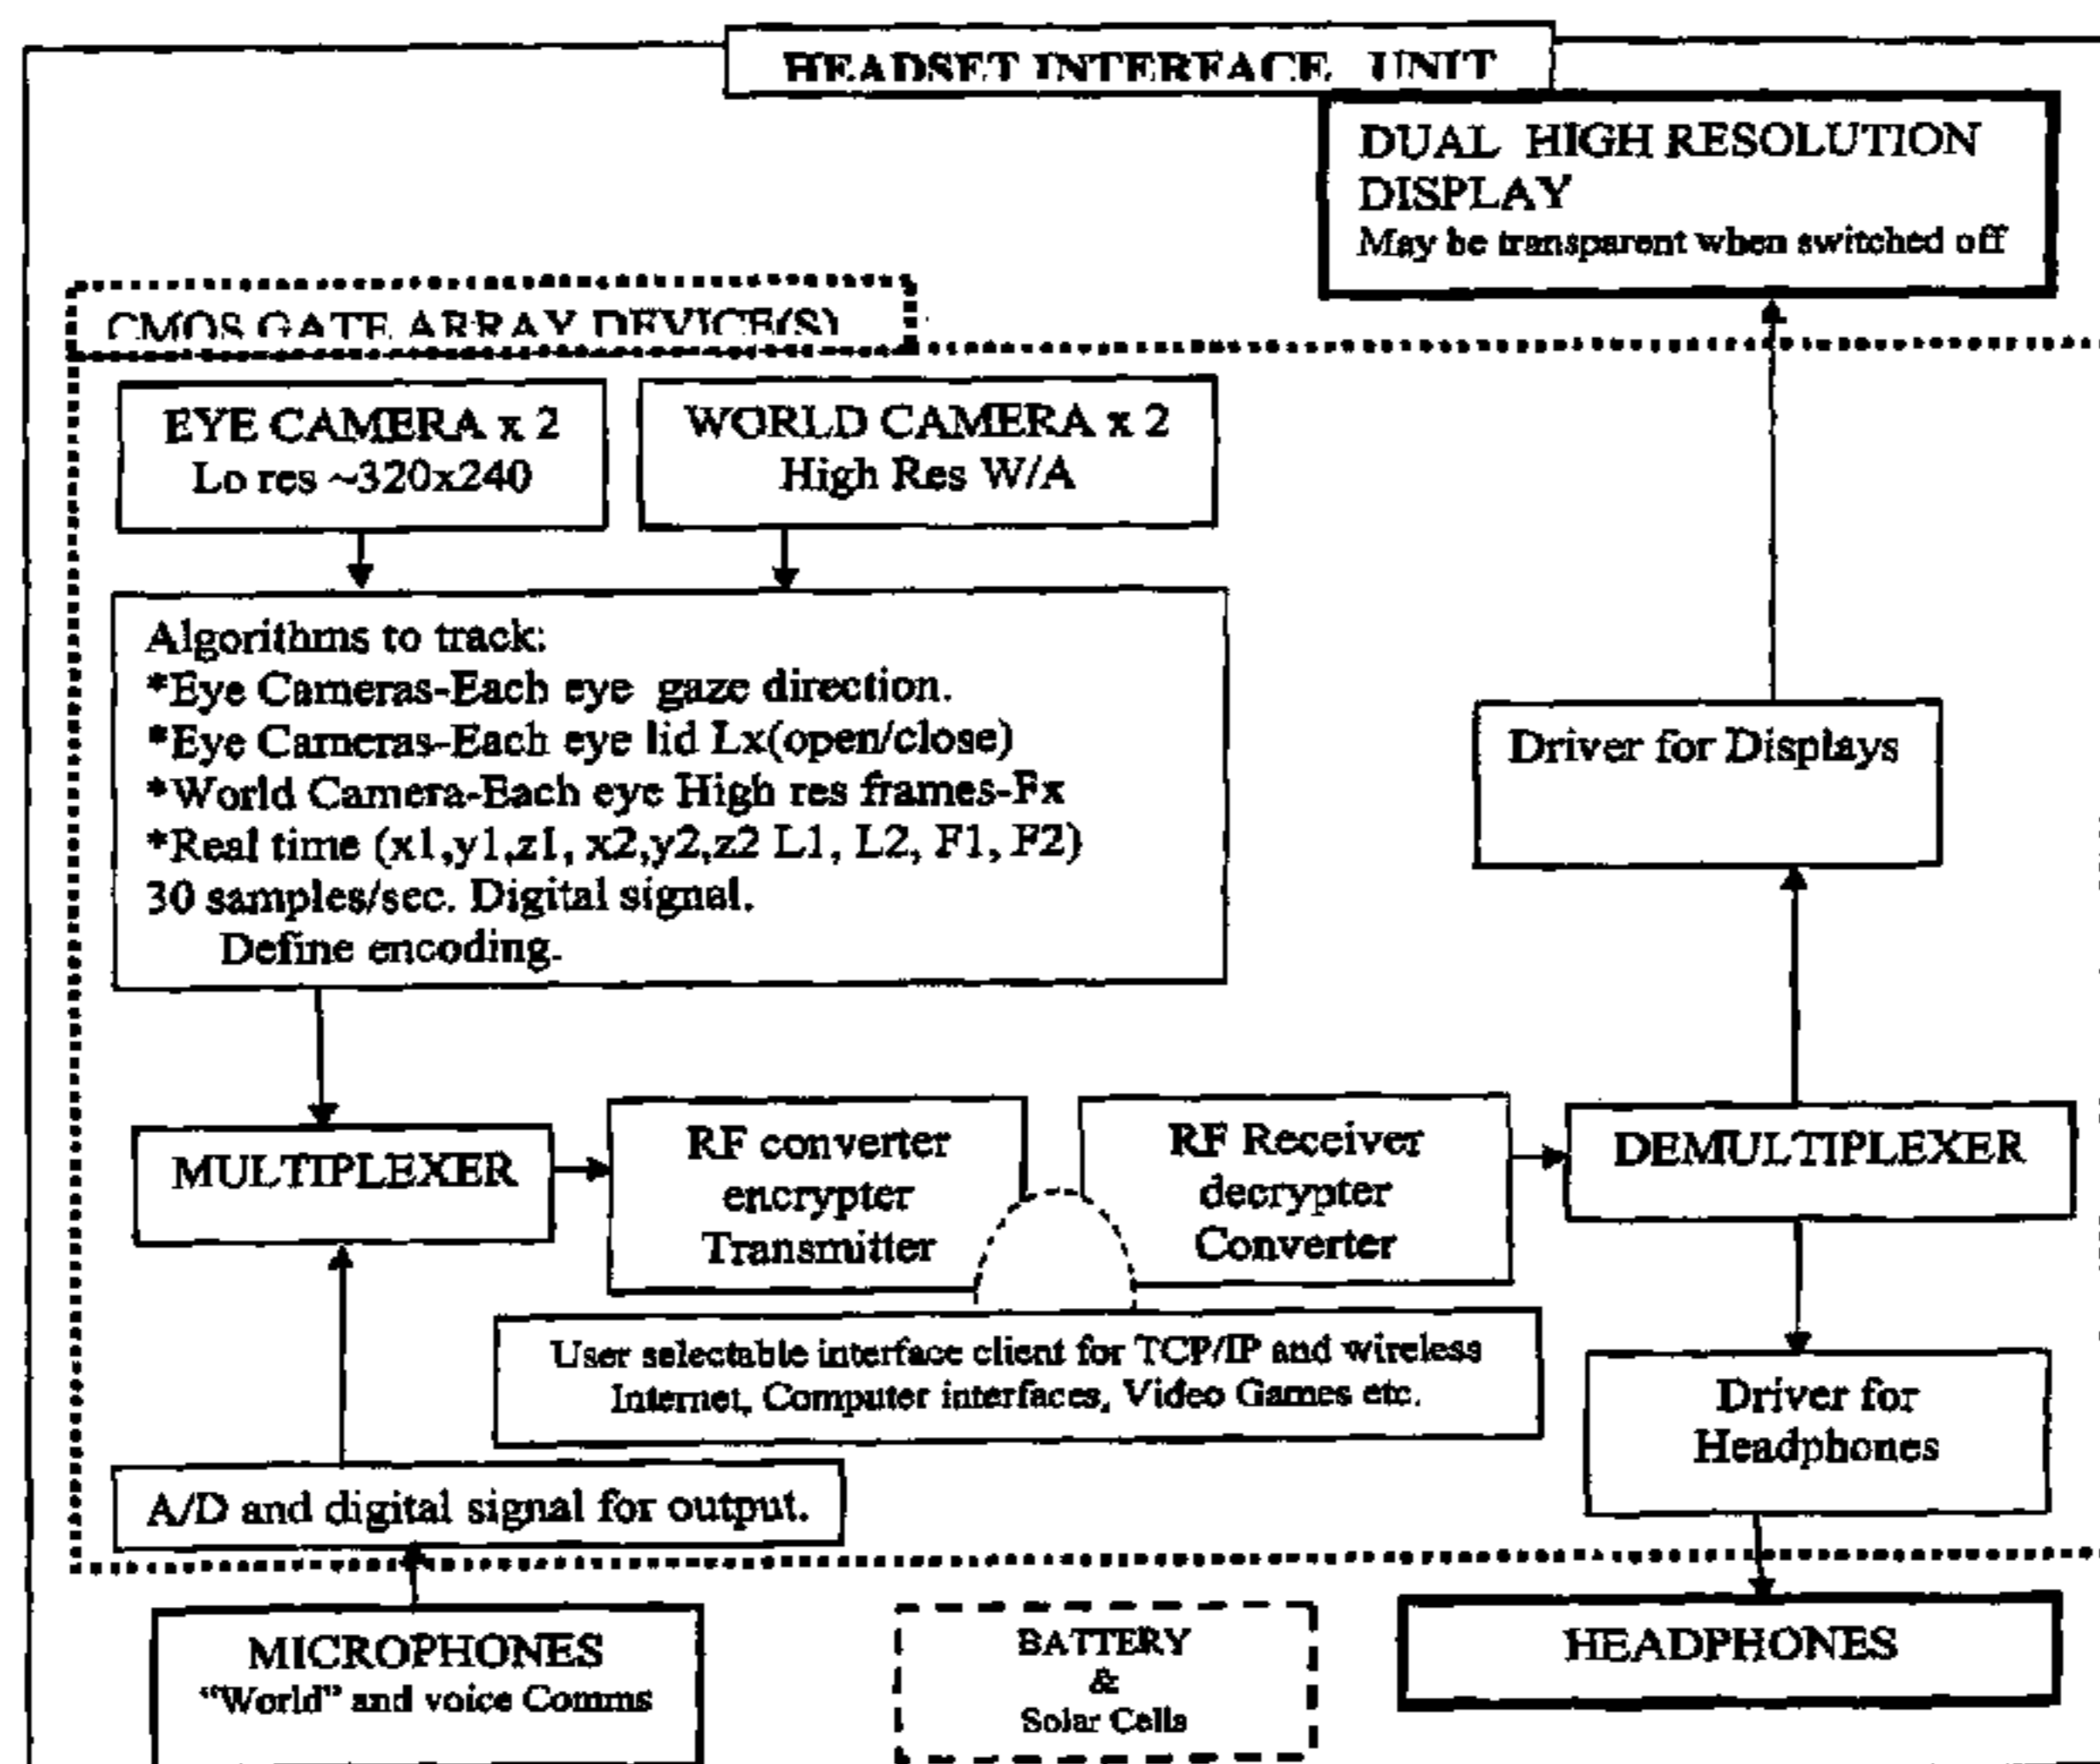 HEADSET INTERFACE UNIT
DUAL HIGH RESOLUTION
DISPLAY
May be transparent when switched off
CMOS GATE ARRAY DEVICE(S)
EYE CAMERA x 2
Lo res ~320x240
WORLD CAMERA x 2
High Res W/A
Algorithms to track:
*Eye Cameras-Each eye gaze direction.
*Eye Cameras-Each eye lid Lx(open/close)
*World Camera-Each eye High res frames-Fx
*Real time (x1,y1,z1, x2,y2,z2 L1, L2, F1, F2)
30 samples/sec. Digital signal.
Define encoding.
Driver for Displays
MULTIPLEXER
RF converter
encrypter
Transmitter
RF Receiver
decrypter
Converter
DEMULTIPLEXER
User selectable interface client for TCP/IP and wireless
Internet, Computer interfaces, Video Games etc.
Driver for
Headphones
A/D and digital signal for output.
MICROPHONES
“World” and voice Comms
BATTERY
&
Solar Cells
HEADPHONES